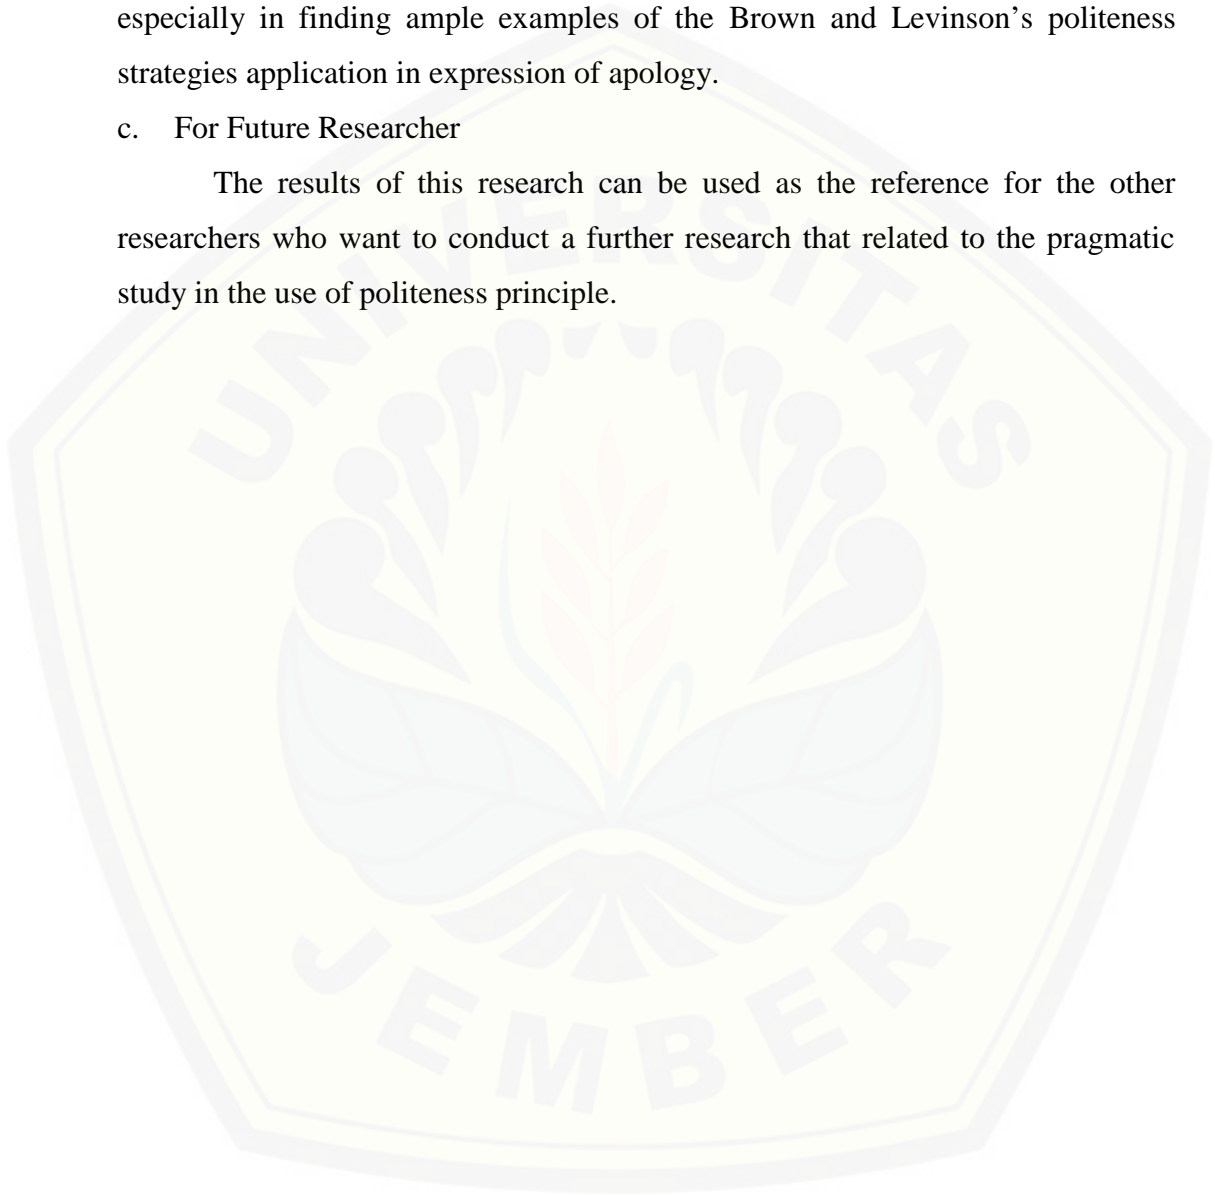 especially in finding ample examples of the Brown and Levinson’s politeness
strategies application in expression of apology.
c. For Future Researcher
The results of this research can be used as the reference for the other
researchers who want to conduct a further research that related to the pragmatic
study in the use of politeness principle.
UNIVERSITAS
JEMBER